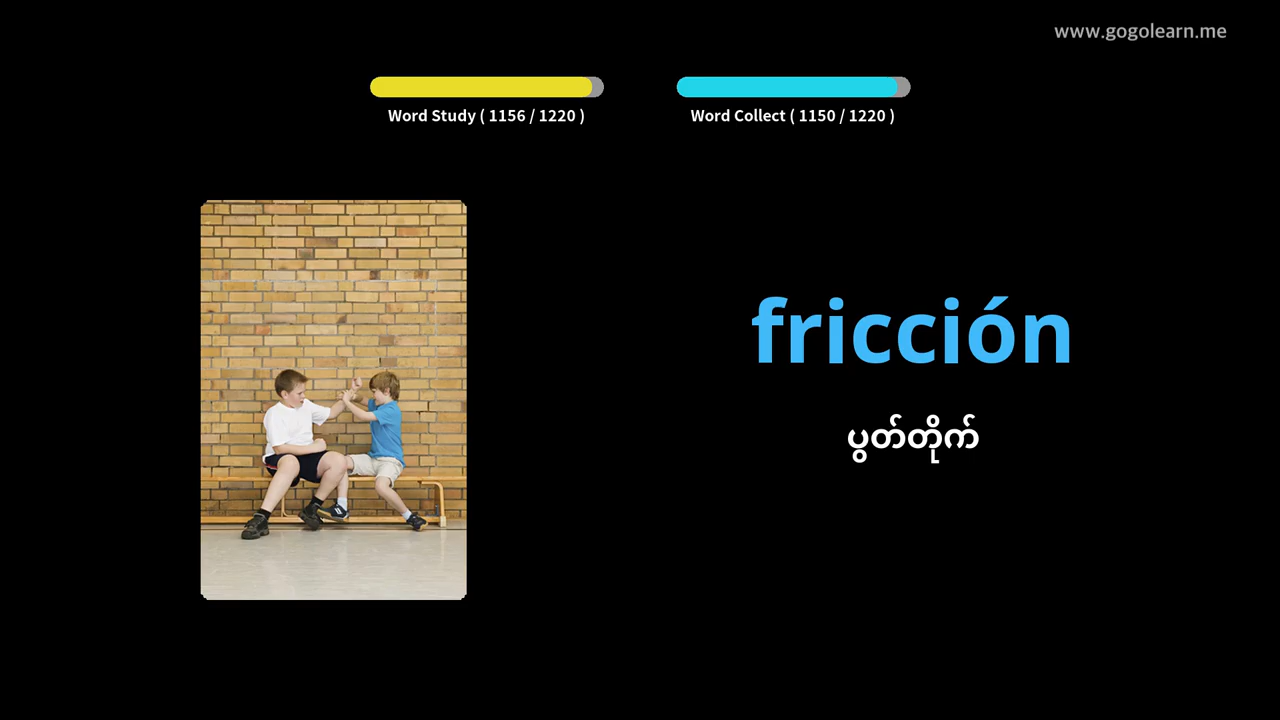 www.gogolearn.me
Word Study ( 1156 / 1220 )
Word Collect ( 1150 / 1220 )
fricción
ပွတ်တိုက်